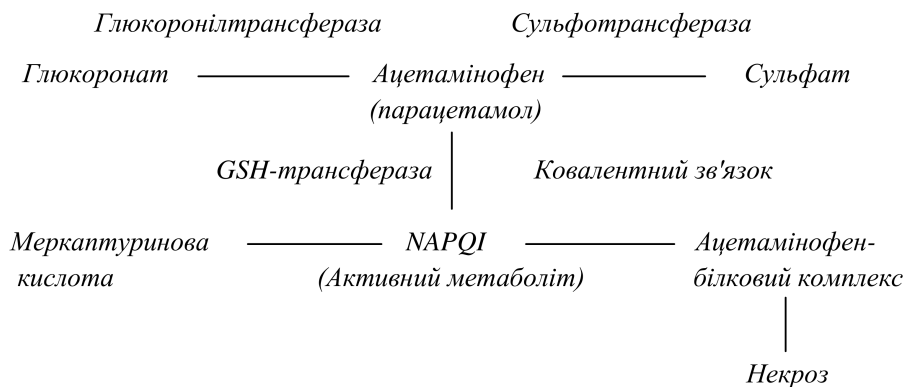 Глюкоронілтрансфераза Сульфотрансфераза
Глюкоронат Ацетамінофен Сульфат
(парацетамол)
GSH-трансфераза Ковалентний зв'язок
Меркаптуринова NAPQI Ацетамінофен-
кислота (Активний метаболіт) білковий комплекс
Некроз